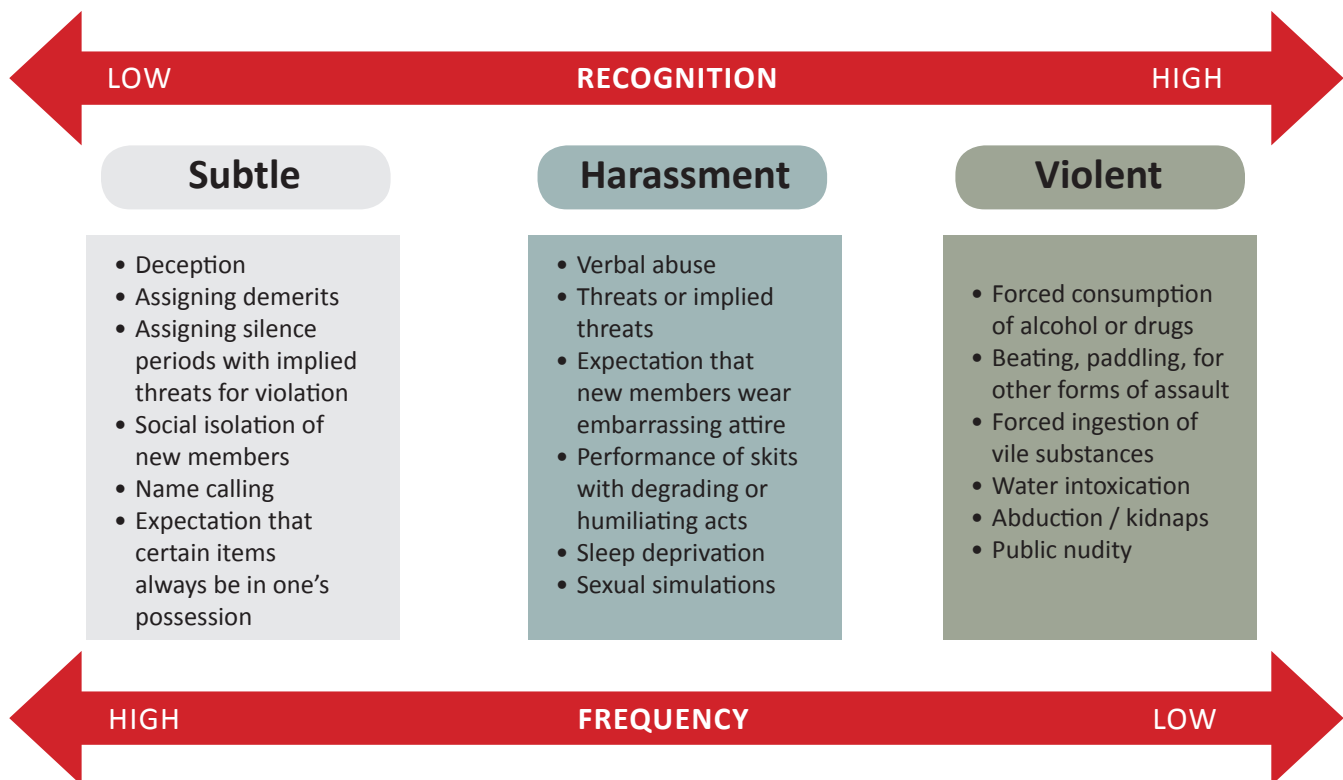 LOW RECOGNITION HIGH
Subtle
• Deception
• Assigning demerits
• Assigning silence
periods with implied
threats for violation
• Social isolation of
new members
• Name calling
• Expectation that
certain items
always be in one’s
possession
Harassment
• Verbal abuse
• Threats or implied
threats
• Expectation that
new members wear
embarrassing attire
• Performance of skits
with degrading or
humiliating acts
• Sleep deprivation
• Sexual simulations
Violent
• Forced consumption
of alcohol or drugs
• Beating, paddling, for
other forms of assault
• Forced ingestion of
vile substances
• Water intoxication
• Abduction / kidnaps
• Public nudity
HIGH FREQUENCY LOW